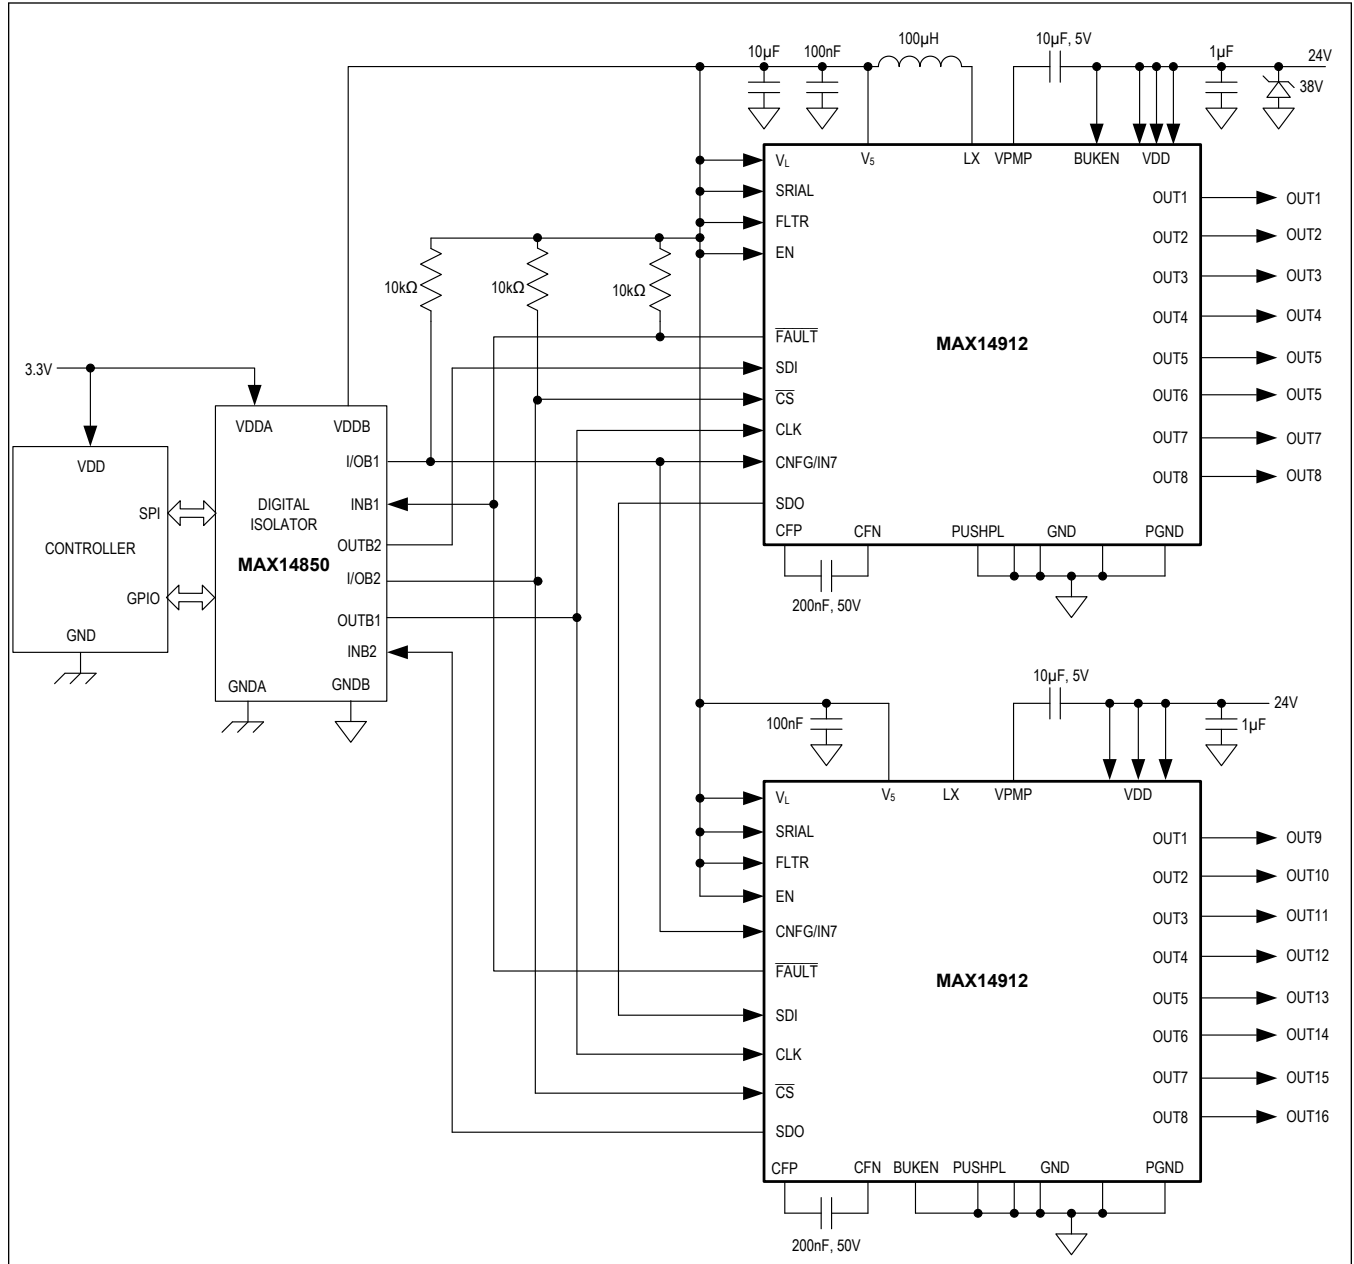 10µF
100nF
100µH
10µF, 5V
1µF
24V
38V
V5
LX
VPMP
BUKEN
VDD
VL
SRIAL
FLTR
EN
FAULT
SDI
CS
CLK
CNFG/IN7
SDO
CFP
CFN
PUSHPL
GND
PGND
MAX14912
OUT1
OUT2
OUT3
OUT4
OUT5
OUT6
OUT7
OUT8
OUT1
OUT2
OUT3
OUT4
OUT5
OUT5
OUT7
OUT8
200nF, 50V
10kΩ
10kΩ
10kΩ
3.3V
VDD
SPI
CONTROLLER
GPIO
GND
VDDA
VDDB
I/OB1
INB1
OUTB2
I/OB2
OUTB1
INB2
DIGITAL
ISOLATOR
MAX14850
GNDA
GNDB
100nF
10µF, 5V
24V
1µF
V5
LX
VPMP
VDD
VL
SRIAL
FLTR
EN
CNFG/IN7
FAULT
SDI
CLK
CS
SDO
CFP
CFN
BUKEN
PUSHPL
GND
PGND
MAX14912
OUT1
OUT2
OUT3
OUT4
OUT5
OUT6
OUT7
OUT8
OUT9
OUT10
OUT11
OUT12
OUT13
OUT14
OUT15
OUT16
200nF, 50V